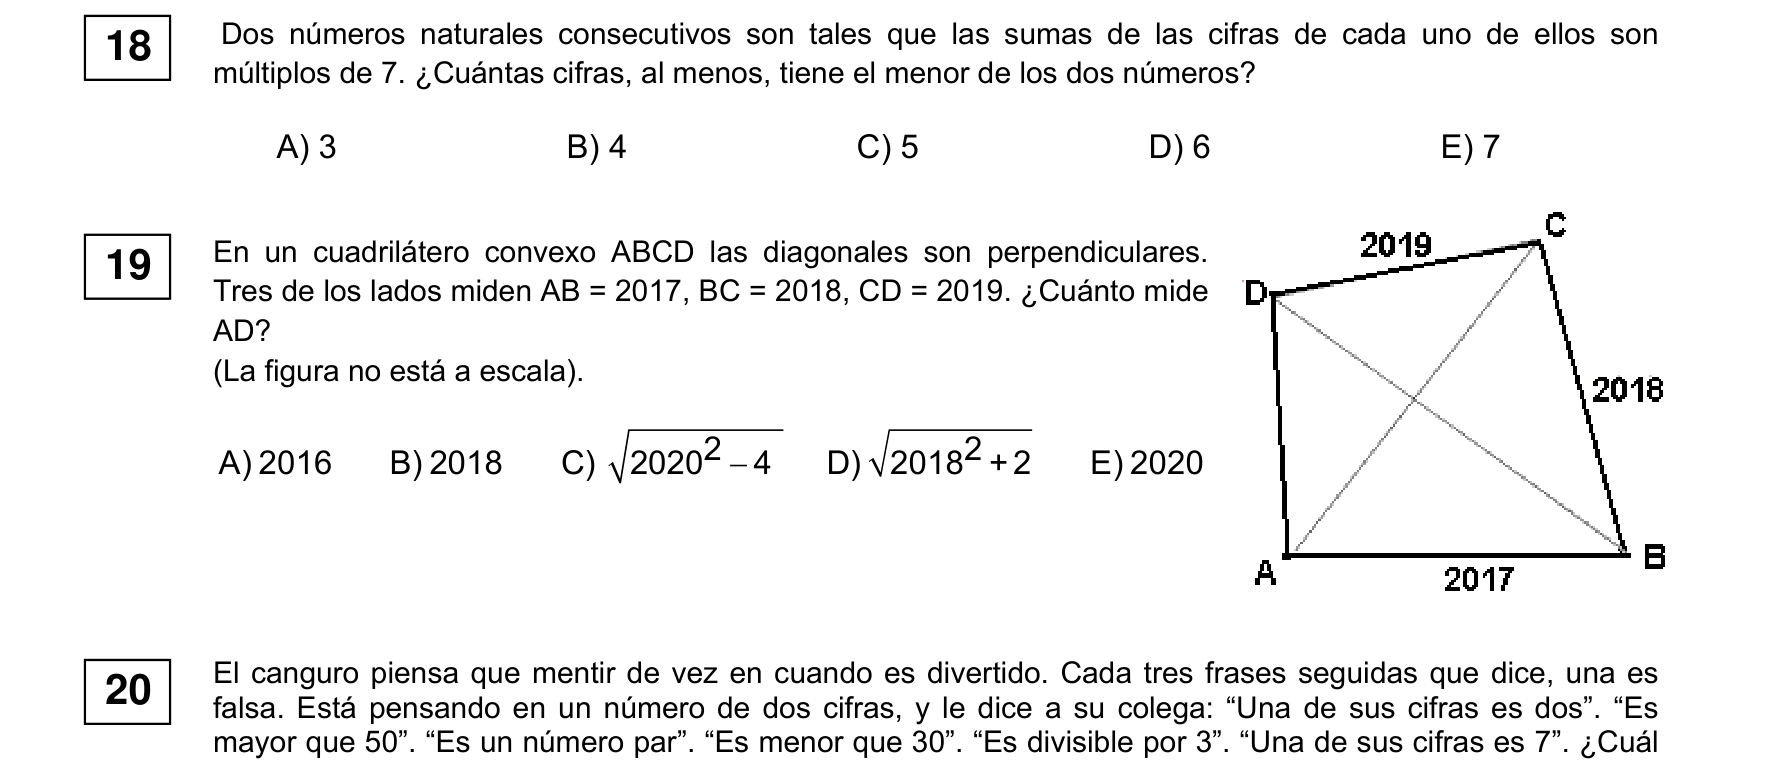 18
Dos números naturales consecutivos son tales que las sumas de las cifras de cada uno de ellos son
múltiplos de 7. ¿Cuántas cifras, al menos, tiene el menor de los dos números?
A) 3 B) 4 C) 5 D) 6 E) 7
19
En un cuadrilátero convexo ABCD las diagonales son perpendiculares.
Tres de los lados miden AB = 2017, BC = 2018, CD = 2019. ¿Cuánto mide
AD?
(La figura no está a escala).
A) 2016 B) 2018 C) √(2020² – 4) D) √(2018² + 2) E) 2020
C
2019
D
2018
B
A
2017
20
El canguro piensa que mentir de vez en cuando es divertido. Cada tres frases seguidas que dice, una es
falsa. Está pensando en un número de dos cifras, y le dice a su colega: “Una de sus cifras es dos”. “Es
mayor que 50”. “Es un número par”. “Es menor que 30”. “Es divisible por 3”. “Una de sus cifras es 7”. ¿Cuál